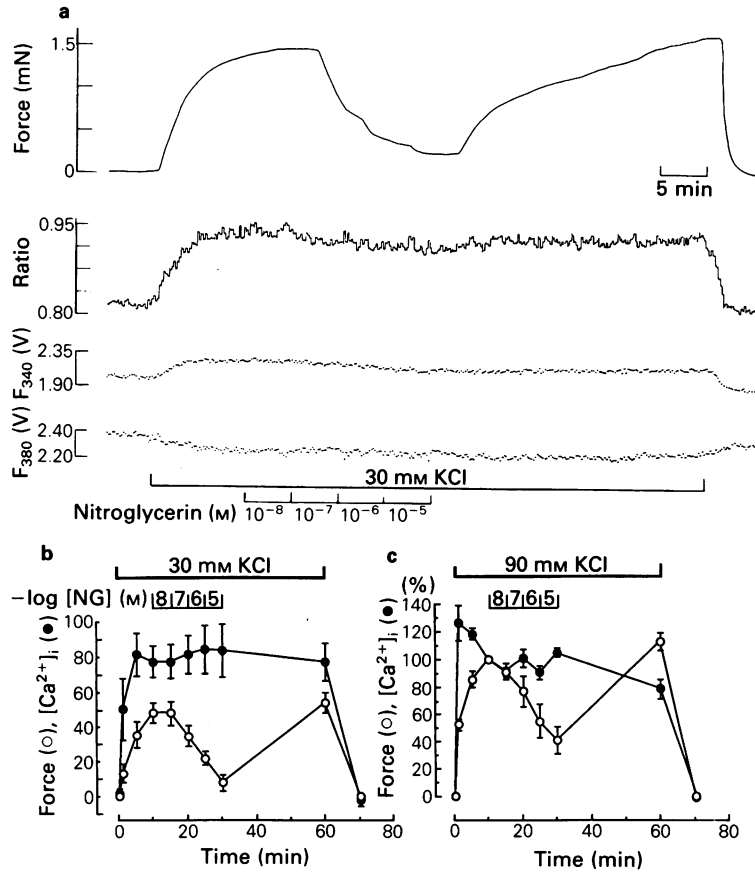 a
Force (mN)
1.5
0
5 min
Ratio
0.95
0.80
F340 (V)
2.35
1.90
F380 (V)
2.40
2.20
30 mM KCl
Nitroglycerin (M)
10⁻⁸ 10⁻⁷ 10⁻⁶ 10⁻⁵
b
30 mM KCl
−log [NG] (M) 8 7 6 5
Force (○), [Ca²⁺]i (●)
100
80
60
40
20
0
0 20 40 60 80
Time (min)
c
90 mM KCl
(%)
8 7 6 5
Force (○), [Ca²⁺]i (●)
140
120
100
80
60
40
20
0
0 20 40 60 80
Time (min)